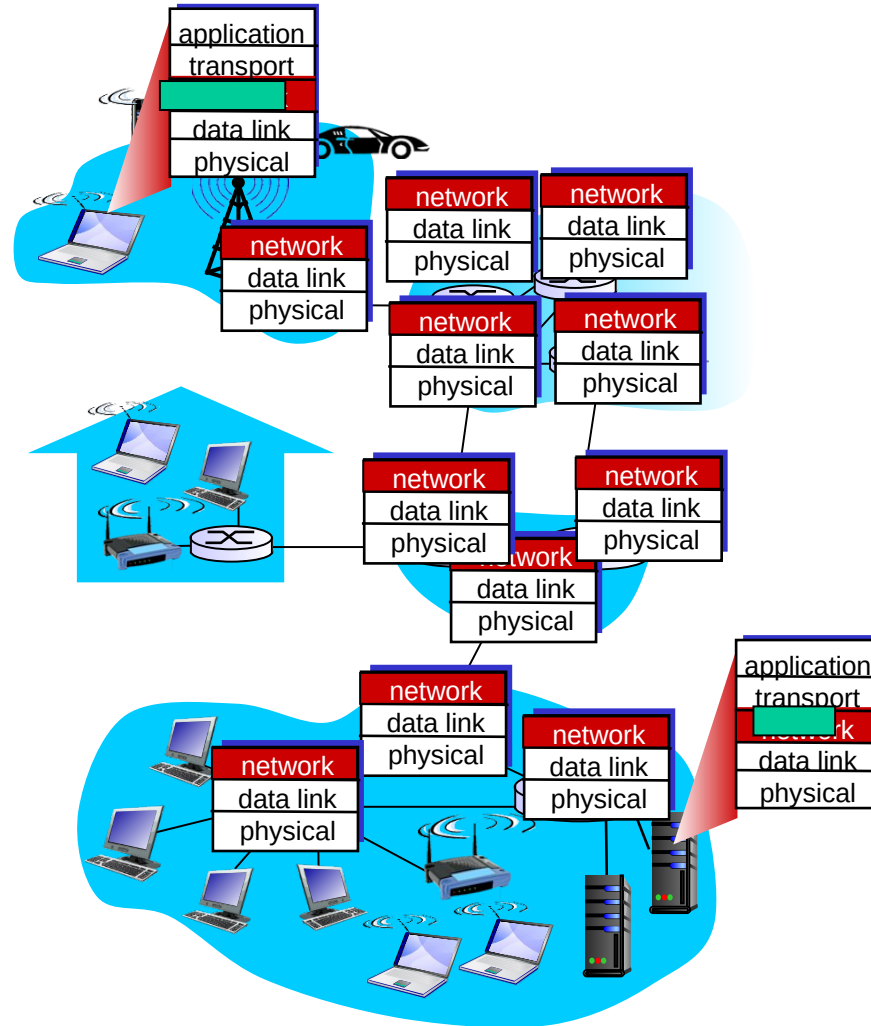 application
transport
data link
physical
network
data link
physical
network
data link
physical
network
data link
physical
network
data link
physical
network
data link
physical
network
data link
physical
network
data link
physical
network
data link
physical
application
transport
network
data link
physical
network
data link
physical
network
data link
physical
network
data link
physical